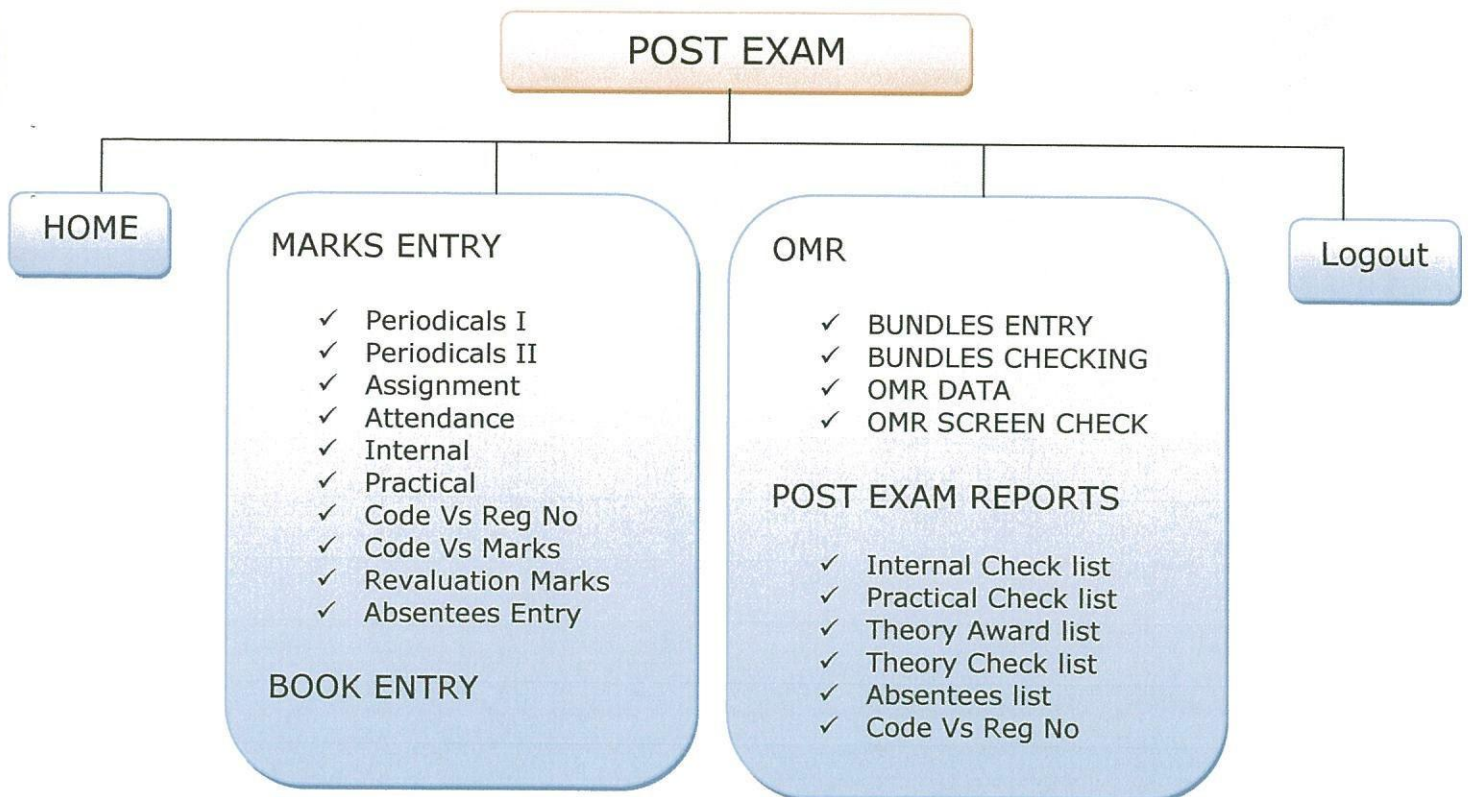 POST EXAM
HOME
MARKS ENTRY
✓ Periodicals I
✓ Periodicals II
✓ Assignment
✓ Attendance
✓ Internal
✓ Practical
✓ Code Vs Reg No
✓ Code Vs Marks
✓ Revaluation Marks
✓ Absentees Entry
BOOK ENTRY
OMR
✓ BUNDLES ENTRY
✓ BUNDLES CHECKING
✓ OMR DATA
✓ OMR SCREEN CHECK
POST EXAM REPORTS
✓ Internal Check list
✓ Practical Check list
✓ Theory Award list
✓ Theory Check list
✓ Absentees list
✓ Code Vs Reg No
Logout